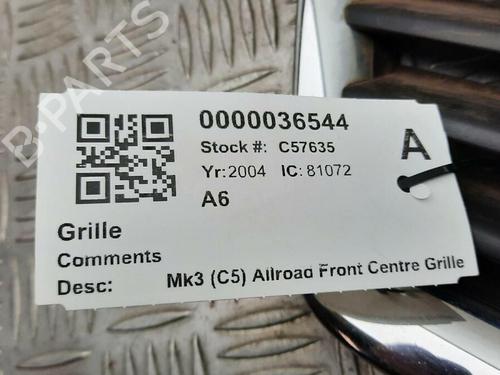 B-PARTS
0000036544
Stock #: C57635
A
Yr:2004 IC: 81072
A6
Grille
Comments
Desc: Mk3 (C5) Allroad Front Centre Grille